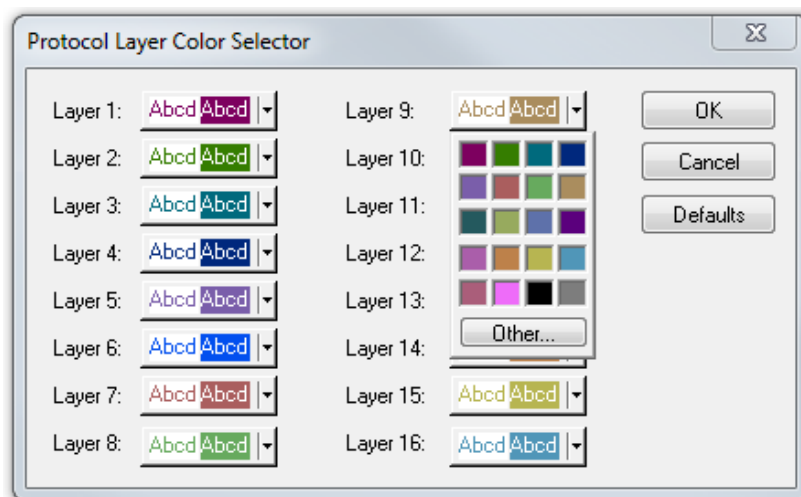 Protocol Layer Color Selector
Layer 1: Abcd Abcd
Layer 2: Abcd Abcd
Layer 3: Abcd Abcd
Layer 4: Abcd Abcd
Layer 5: Abcd Abcd
Layer 6: Abcd Abcd
Layer 7: Abcd Abcd
Layer 8: Abcd Abcd
Layer 9: Abcd Abcd
Layer 10:
Layer 11:
Layer 12:
Layer 13:
Layer 14:
Layer 15: Abcd Abcd
Layer 16: Abcd Abcd
Other...
OK
Cancel
Defaults